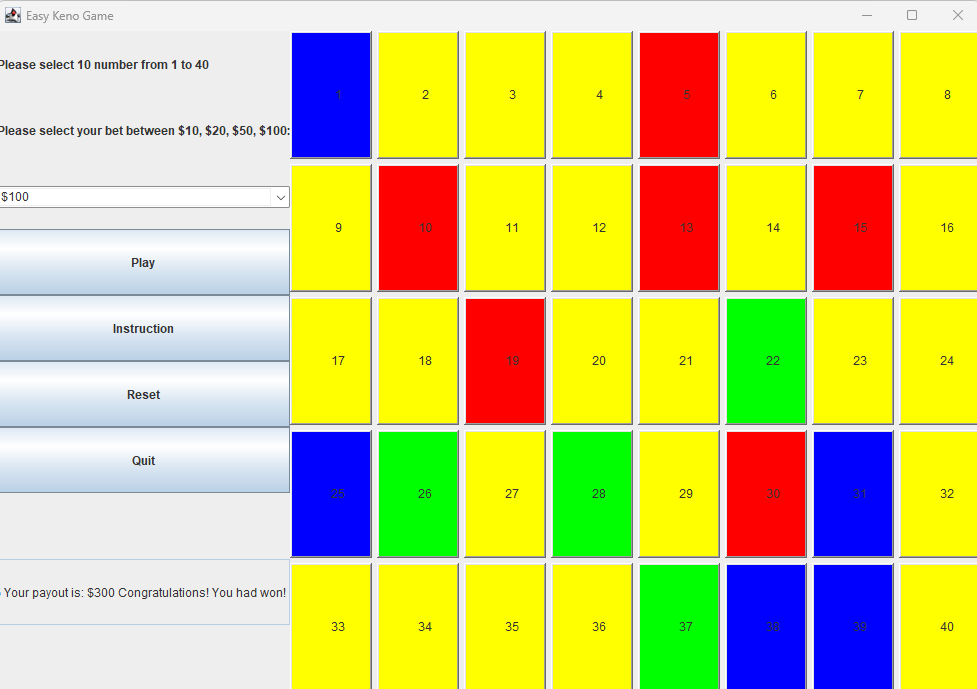 Easy Keno Game
Please select 10 number from 1 to 40
Please select your bet between $10, $20, $50, $100:
$100
Play
Instruction
Reset
Quit
Your payout is: $300 Congratulations! You had won!
1 2 3 4 5 6 7 8
9 10 11 12 13 14 15 16
17 18 19 20 21 22 23 24
25 26 27 28 29 30 31 32
33 34 35 36 37 38 39 40